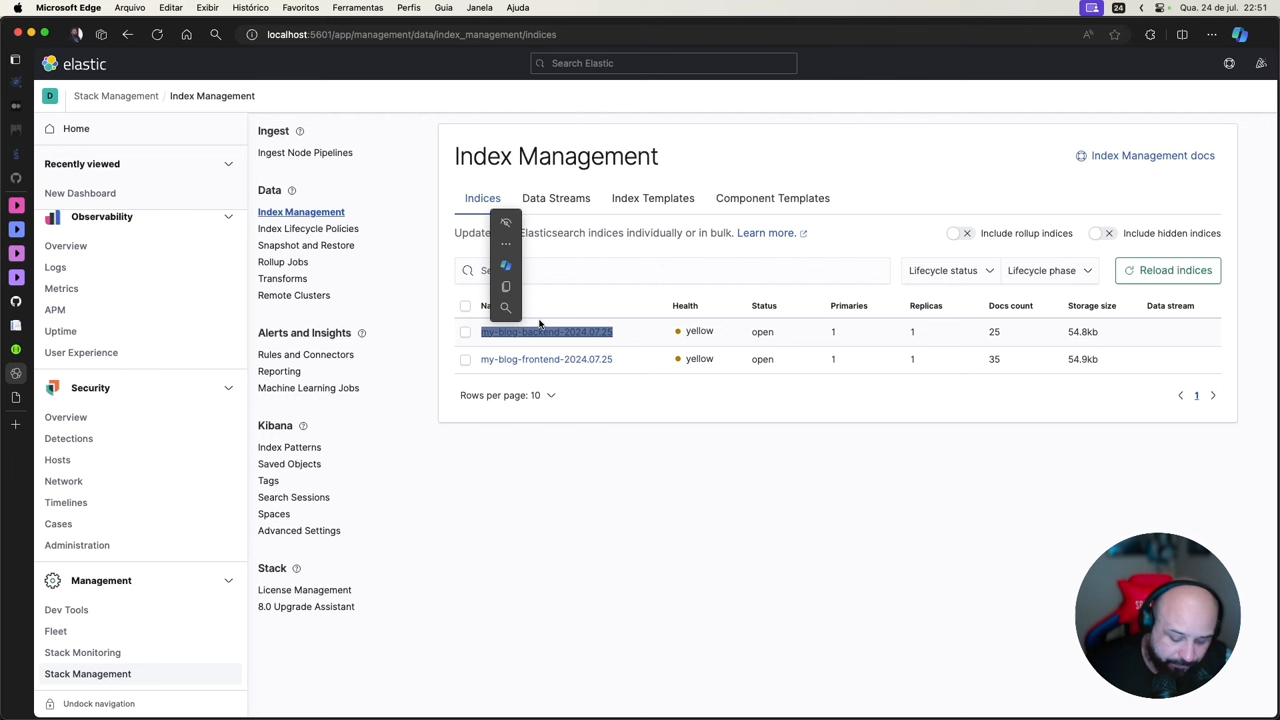 Microsoft Edge Arquivo Editar Exibir Histórico Favoritos Ferramentas Perfis Guia Janela Ajuda 24 Qua. 24 de jul. 22:51
localhost:5601/app/management/data/index_management/indices
elastic
Search Elastic
D Stack Management / Index Management
Home
Recently viewed
New Dashboard
Observability
Overview
Logs
Metrics
APM
Uptime
User Experience
Security
Overview
Detections
Hosts
Network
Timelines
Cases
Administration
Management
Dev Tools
Fleet
Stack Monitoring
Stack Management
Undock navigation
Ingest
Ingest Node Pipelines
Data
Index Management
Index Lifecycle Policies
Snapshot and Restore
Rollup Jobs
Transforms
Remote Clusters
Alerts and Insights
Rules and Connectors
Reporting
Machine Learning Jobs
Kibana
Index Patterns
Saved Objects
Tags
Search Sessions
Spaces
Advanced Settings
Stack
License Management
8.0 Upgrade Assistant
Index Management
Index Management docs
Indices Data Streams Index Templates Component Templates
Elasticsearch indices individually or in bulk. Learn more.
Include rollup indices Include hidden indices
Lifecycle status Lifecycle phase Reload indices
Health Status Primaries Replicas Docs count Storage size Data stream
my-blog-backend-2024.07.25 yellow open 1 1 25 54.8kb
my-blog-frontend-2024.07.25 yellow open 1 1 35 54.9kb
Rows per page: 10
1